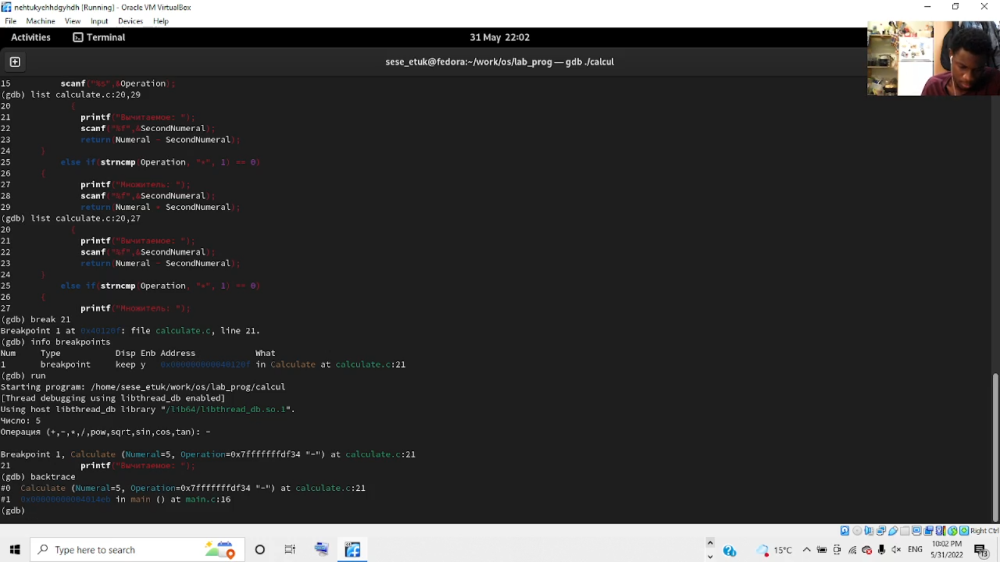 nehtukyehhdgyhdh [Running] - Oracle VM VirtualBox
File Machine View Input Devices Help
Activities Terminal 31 May 22:02
sese_etuk@fedora:~/work/os/lab_prog — gdb ./calcul
15 scanf("%s",&Operation);
(gdb) list calculate.c:20,29
20 {
21 printf("Вычитаемое: ");
22 scanf("%f",&SecondNumeral);
23 return(Numeral - SecondNumeral);
24 }
25 else if(strncmp(Operation, "*", 1) == 0)
26 {
27 printf("Множитель: ");
28 scanf("%f",&SecondNumeral);
29 return(Numeral * SecondNumeral);
(gdb) list calculate.c:20,27
20 {
21 printf("Вычитаемое: ");
22 scanf("%f",&SecondNumeral);
23 return(Numeral - SecondNumeral);
24 }
25 else if(strncmp(Operation, "*", 1) == 0)
26 {
27 printf("Множитель: ");
(gdb) break 21
Breakpoint 1 at 0x40120f: file calculate.c, line 21.
(gdb) info breakpoints
Num Type Disp Enb Address What
1 breakpoint keep y 0x000000000040120f in Calculate at calculate.c:21
(gdb) run
Starting program: /home/sese_etuk/work/os/lab_prog/calcul
[Thread debugging using libthread_db enabled]
Using host libthread_db library "/lib64/libthread_db.so.1".
Число: 5
Операция (+,-,*,/,pow,sqrt,sin,cos,tan): -
Breakpoint 1, Calculate (Numeral=5, Operation=0x7fffffffdf34 "-") at calculate.c:21
21 printf("Вычитаемое: ");
(gdb) backtrace
#0 Calculate (Numeral=5, Operation=0x7fffffffdf34 "-") at calculate.c:21
#1 0x00000000004014eb in main () at main.c:16
(gdb)
Right Ctrl
Type here to search
15°C ENG 10:02 PM
5/31/2022
13